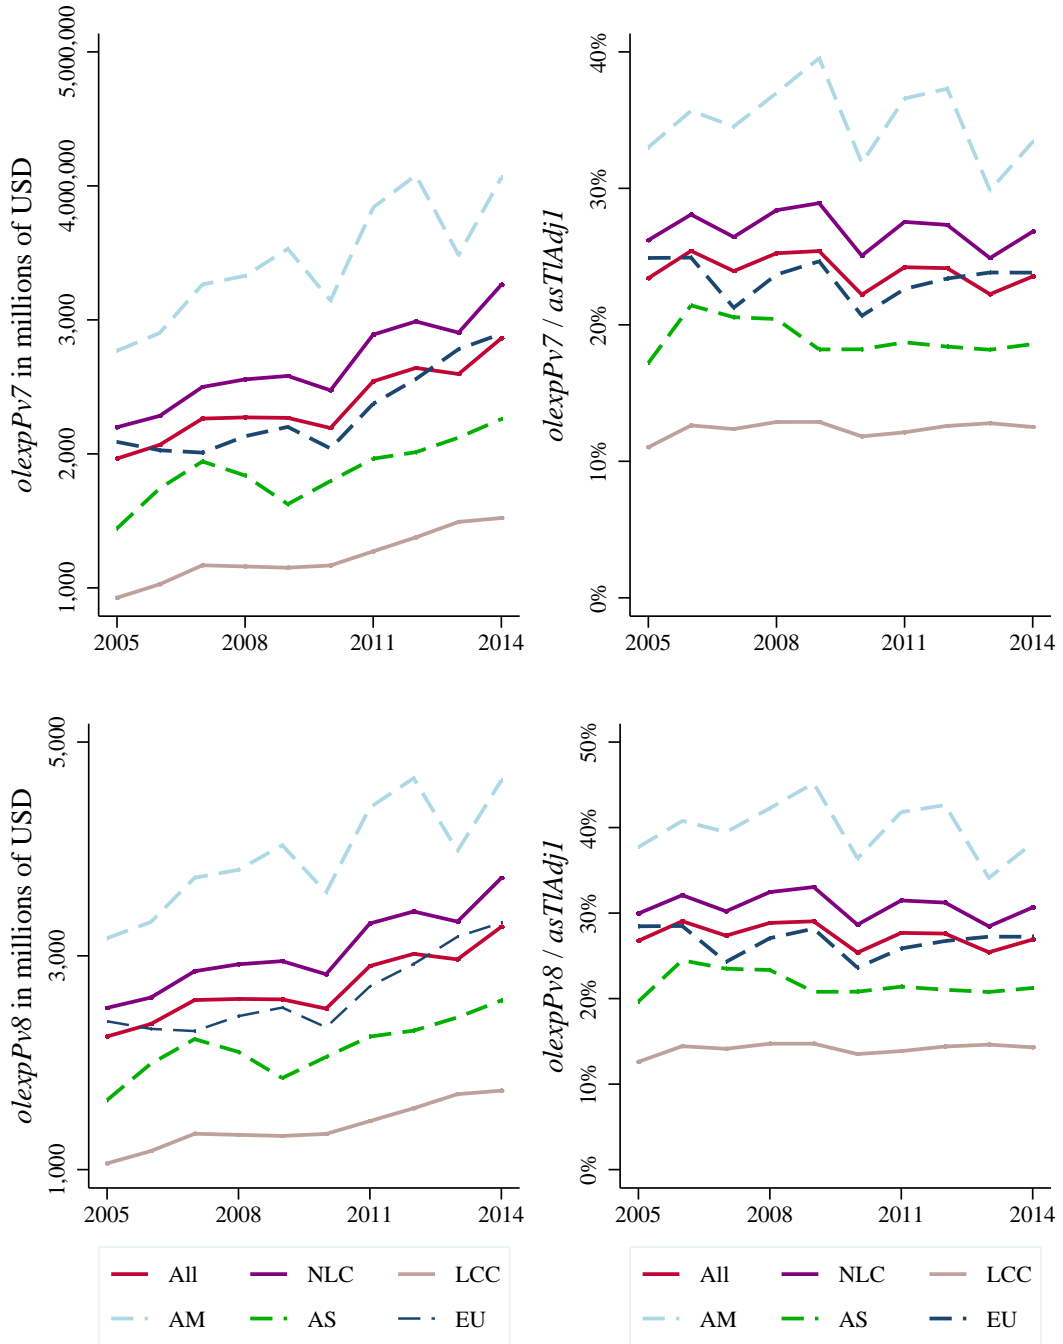 olexpPv7 in millions of USD
5,000,000
4,000,000
3,000
2,000
1,000
2005 2008 2011 2014
olexpPv7 / asTlAdj1
40%
30%
20%
10%
0%
2005 2008 2011 2014
olexpPv8 in millions of USD
5,000
3,000
1,000
2005 2008 2011 2014
olexpPv8 / asTlAdj1
50%
40%
30%
20%
10%
0%
2005 2008 2011 2014
All NLC LCC
AM AS EU
All NLC LCC
AM AS EU